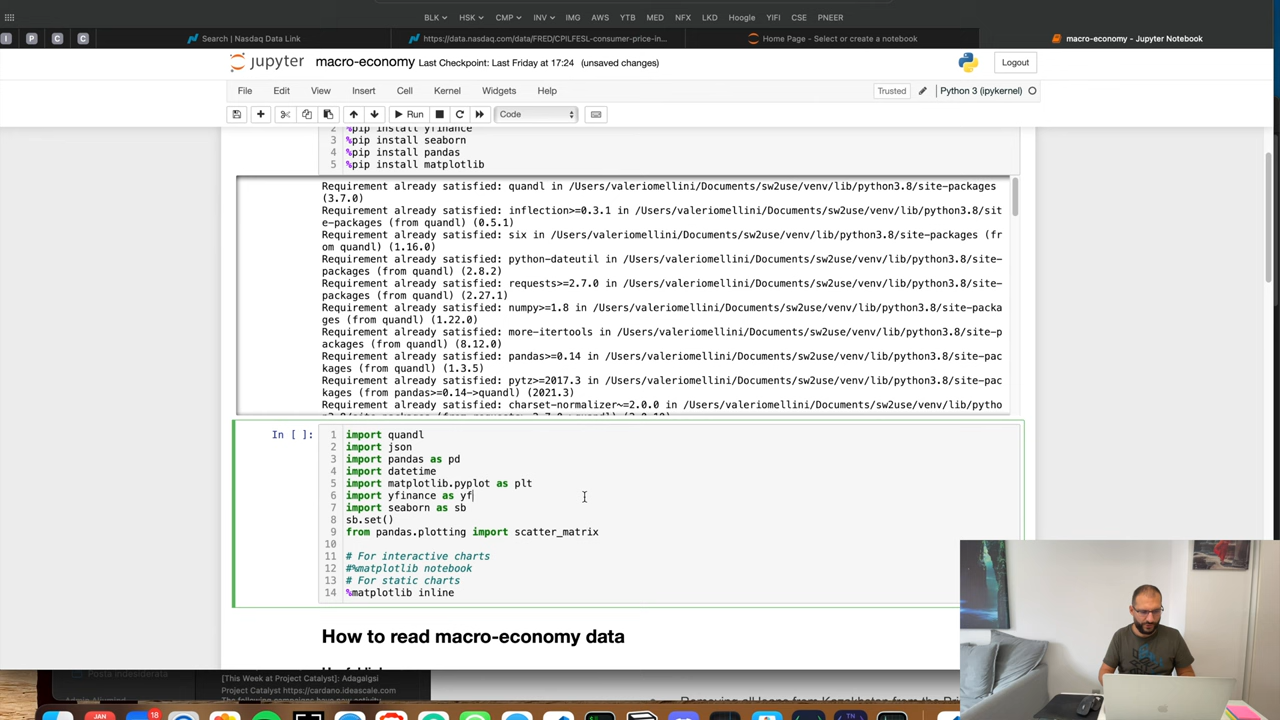 BLK HSK CMP INV IMG AWS YTB MED NFX LKD Hoogle YIFI CSE PNEER
I P C C Search | Nasdaq Data Link https://data.nasdaq.com/data/FRED/CPILFESL-consumer-price-in... Home Page - Select or create a notebook macro-economy - Jupyter Notebook
jupyter macro-economy Last Checkpoint: Last Friday at 17:24 (unsaved changes) Logout
File Edit View Insert Cell Kernel Widgets Help Trusted Python 3 (ipykernel)
Run Code
2 %pip install yfinance
3 %pip install seaborn
4 %pip install pandas
5 %pip install matplotlib
Requirement already satisfied: quandl in /Users/valeriomellini/Documents/sw2use/venv/lib/python3.8/site-packages
(3.7.0)
Requirement already satisfied: inflection>=0.3.1 in /Users/valeriomellini/Documents/sw2use/venv/lib/python3.8/sit
e-packages (from quandl) (0.5.1)
Requirement already satisfied: six in /Users/valeriomellini/Documents/sw2use/venv/lib/python3.8/site-packages (fr
om quandl) (1.16.0)
Requirement already satisfied: python-dateutil in /Users/valeriomellini/Documents/sw2use/venv/lib/python3.8/site-
packages (from quandl) (2.8.2)
Requirement already satisfied: requests>=2.7.0 in /Users/valeriomellini/Documents/sw2use/venv/lib/python3.8/site-
packages (from quandl) (2.27.1)
Requirement already satisfied: numpy>=1.8 in /Users/valeriomellini/Documents/sw2use/venv/lib/python3.8/site-packa
ges (from quandl) (1.22.0)
Requirement already satisfied: more-itertools in /Users/valeriomellini/Documents/sw2use/venv/lib/python3.8/site-p
ackages (from quandl) (8.12.0)
Requirement already satisfied: pandas>=0.14 in /Users/valeriomellini/Documents/sw2use/venv/lib/python3.8/site-pac
kages (from quandl) (1.3.5)
Requirement already satisfied: pytz>=2017.3 in /Users/valeriomellini/Documents/sw2use/venv/lib/python3.8/site-pac
kages (from pandas>=0.14->quandl) (2021.3)
Requirement already satisfied: charset-normalizer~=2.0.0 in /Users/valeriomellini/Documents/sw2use/venv/lib/pytho
In [ ]: 1 import quandl
2 import json
3 import pandas as pd
4 import datetime
5 import matplotlib.pyplot as plt
6 import yfinance as yf
7 import seaborn as sb
8 sb.set()
9 from pandas.plotting import scatter_matrix
10
11 # For interactive charts
12 #%matplotlib notebook
13 # For static charts
14 %matplotlib inline
How to read macro-economy data
Posta indesiderata
[This Week at Project Catalyst] Adagalgsi
Project Catalyst https://cardano.ideascale.com
JAN
18